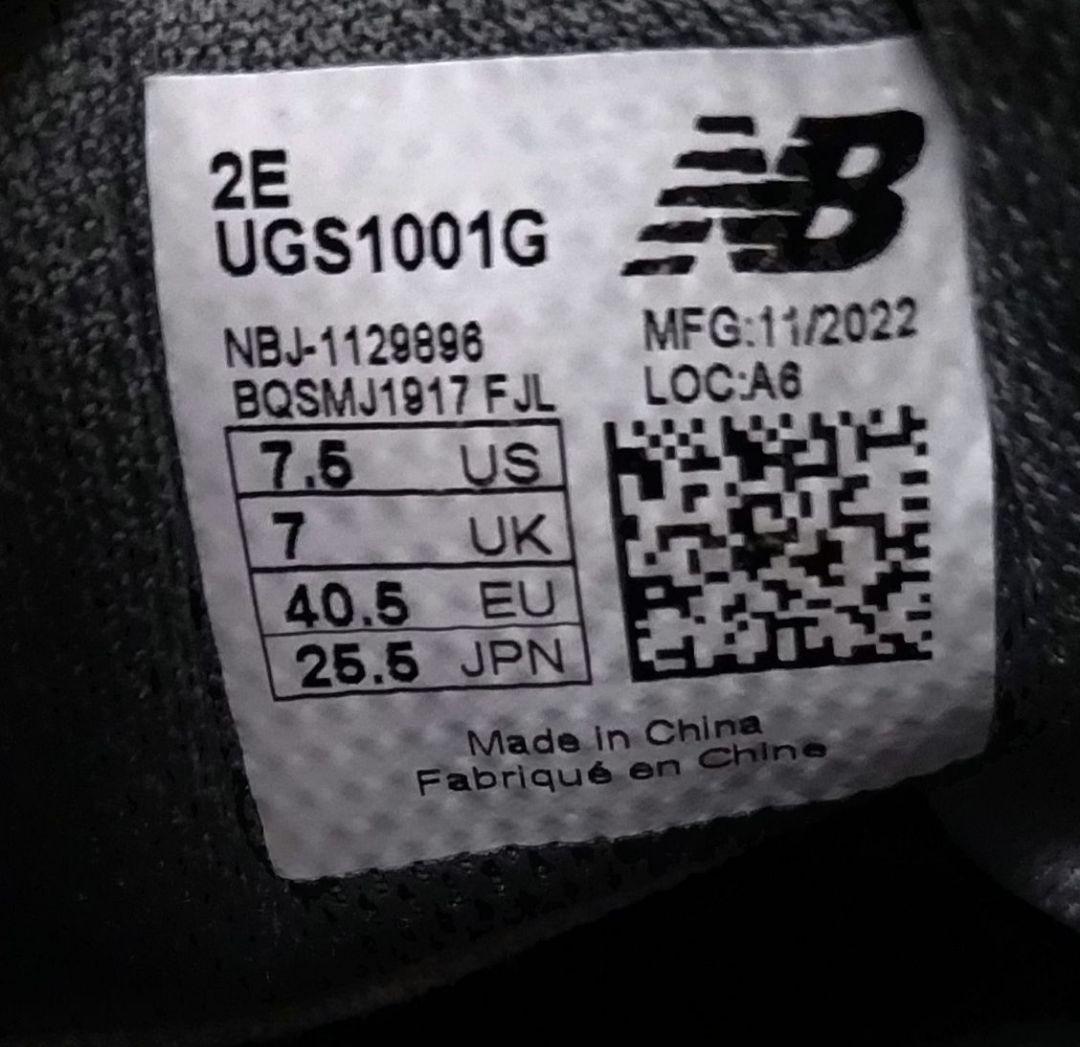 2E
UGS1001G
NB
NBJ-1129896
BQSMJ1917 FJL
MFG:11/2022
LOC:A6
7.5 US
7 UK
40.5 EU
25.5 JPN
Made in China
Fabriqué en Chine